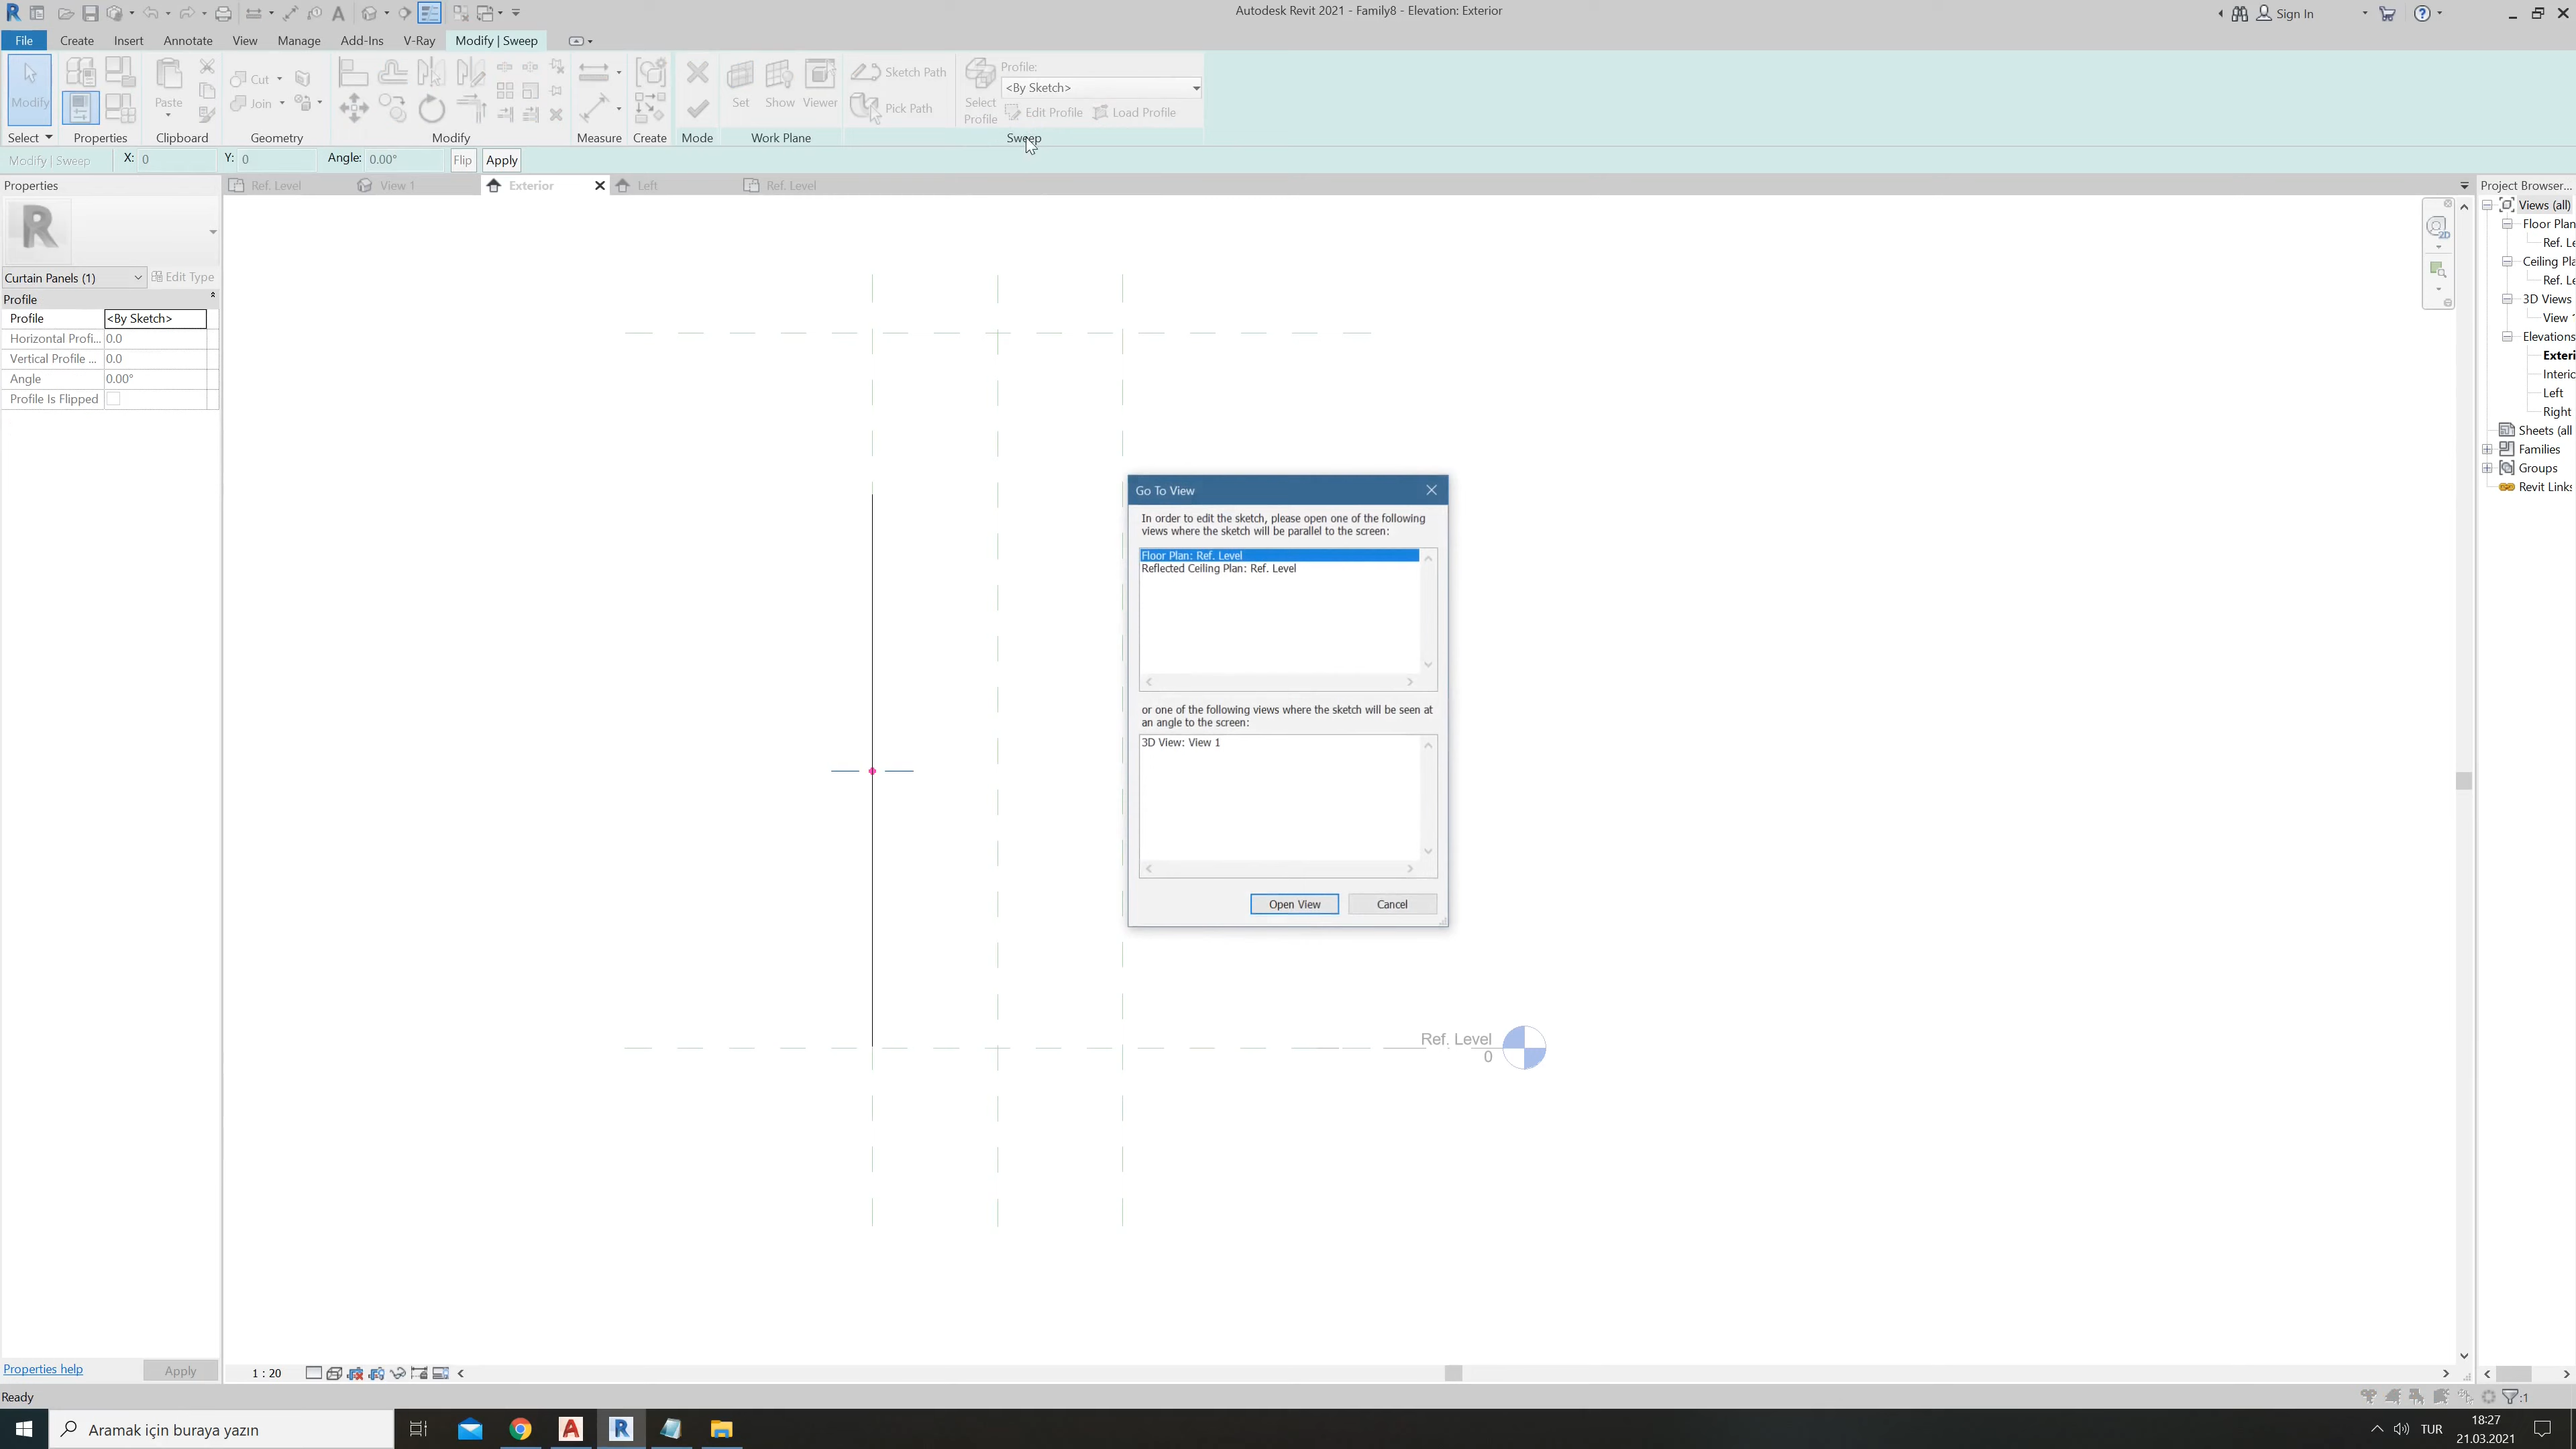 Autodesk Revit 2021 - Family8 - Elevation: Exterior
Sign In
File
Create
Insert
Annotate
View
Manage
Add-Ins
V-Ray
Modify | Sweep
Modify
Paste
Cut
Join
Set
Show
Viewer
Sketch Path
Pick Path
Select
Profile
Profile:
<By Sketch>
Edit Profile
Load Profile
Select
Properties
Clipboard
Geometry
Modify
Measure
Create
Mode
Work Plane
Sweep
Modify | Sweep
X: 0
Y: 0
Angle: 0.00°
Flip
Apply
Properties
Ref. Level
View 1
Exterior
Left
Ref. Level
Project Browser...
Curtain Panels (1)
Edit Type
Profile
Profile <By Sketch>
Horizontal Profi... 0.0
Vertical Profile ... 0.0
Angle 0.00°
Profile Is Flipped
2D
Views (all)
Floor Plan
Ref. Le
Ceiling Pla
Ref. Le
3D Views
View 1
Elevations
Exteri
Interic
Left
Right
Sheets (all
Families
Groups
Revit Links
Go To View
In order to edit the sketch, please open one of the following
views where the sketch will be parallel to the screen:
Floor Plan: Ref. Level
Reflected Ceiling Plan: Ref. Level
or one of the following views where the sketch will be seen at
an angle to the screen:
3D View: View 1
Open View
Cancel
Ref. Level
0
Properties help
Apply
1 : 20
Ready
:1
Aramak için buraya yazın
TUR
18:27
21.03.2021